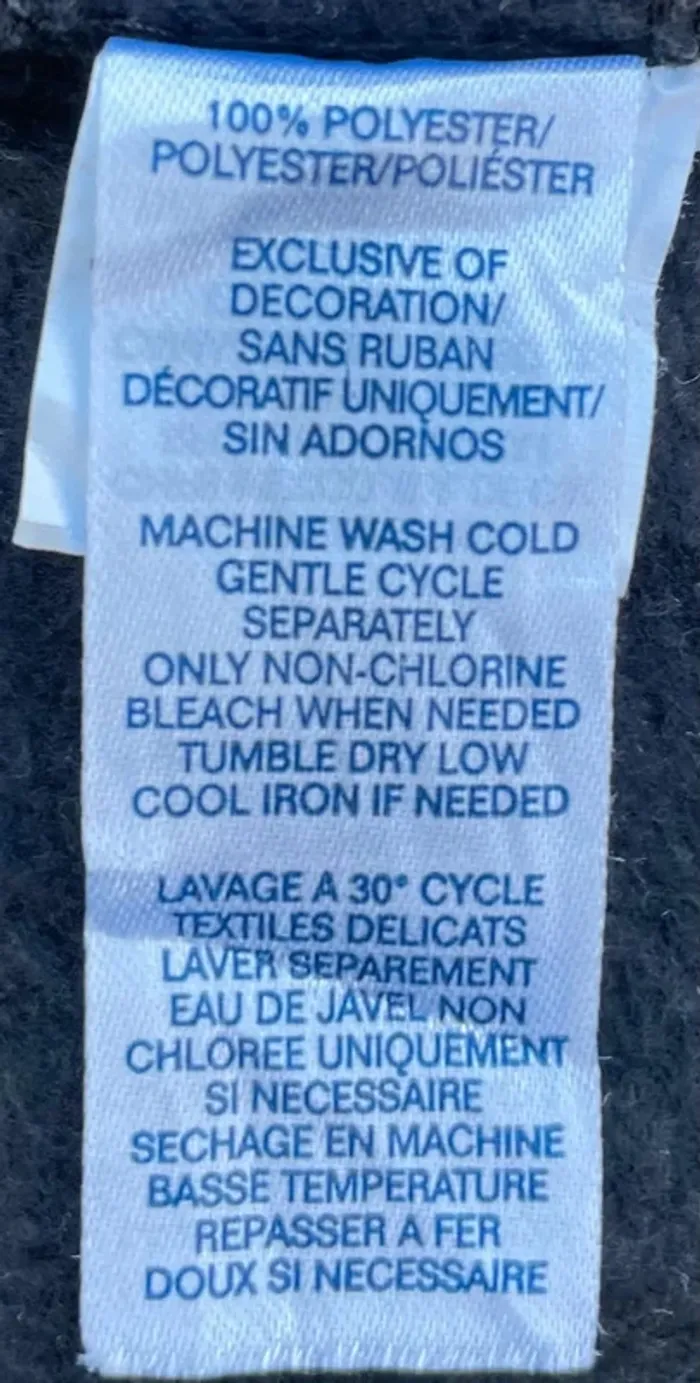 100% POLYESTER/
POLYESTER/POLIÉSTER
EXCLUSIVE OF
DECORATION/
SANS RUBAN
DÉCORATIF UNIQUEMENT/
SIN ADORNOS
MACHINE WASH COLD
GENTLE CYCLE
SEPARATELY
ONLY NON-CHLORINE
BLEACH WHEN NEEDED
TUMBLE DRY LOW
COOL IRON IF NEEDED
LAVAGE A 30° CYCLE
TEXTILES DELICATS
LAVER SEPAREMENT
EAU DE JAVEL NON
CHLOREE UNIQUEMENT
SI NECESSAIRE
SECHAGE EN MACHINE
BASSE TEMPERATURE
REPASSER A FER
DOUX SI NECESSAIRE